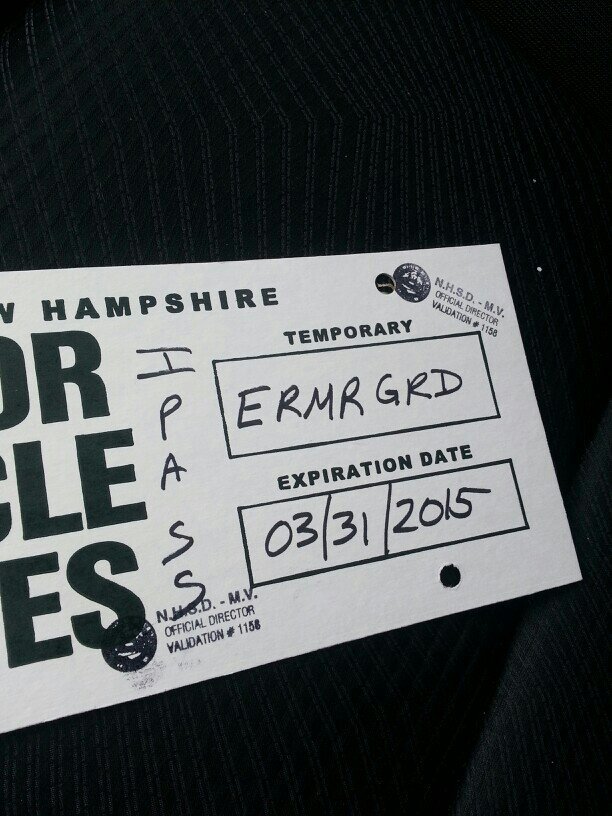 W HAMPSHIRE
OR
CLE
ES
I
P
A
S
S
TEMPORARY
ERMRGRD
EXPIRATION DATE
03/31/2015
N.H.S.D. - M.V.
OFFICIAL DIRECTOR
VALIDATION # 1158
N.H.S.D. - M.V.
OFFICIAL DIRECTOR
VALIDATION # 1158